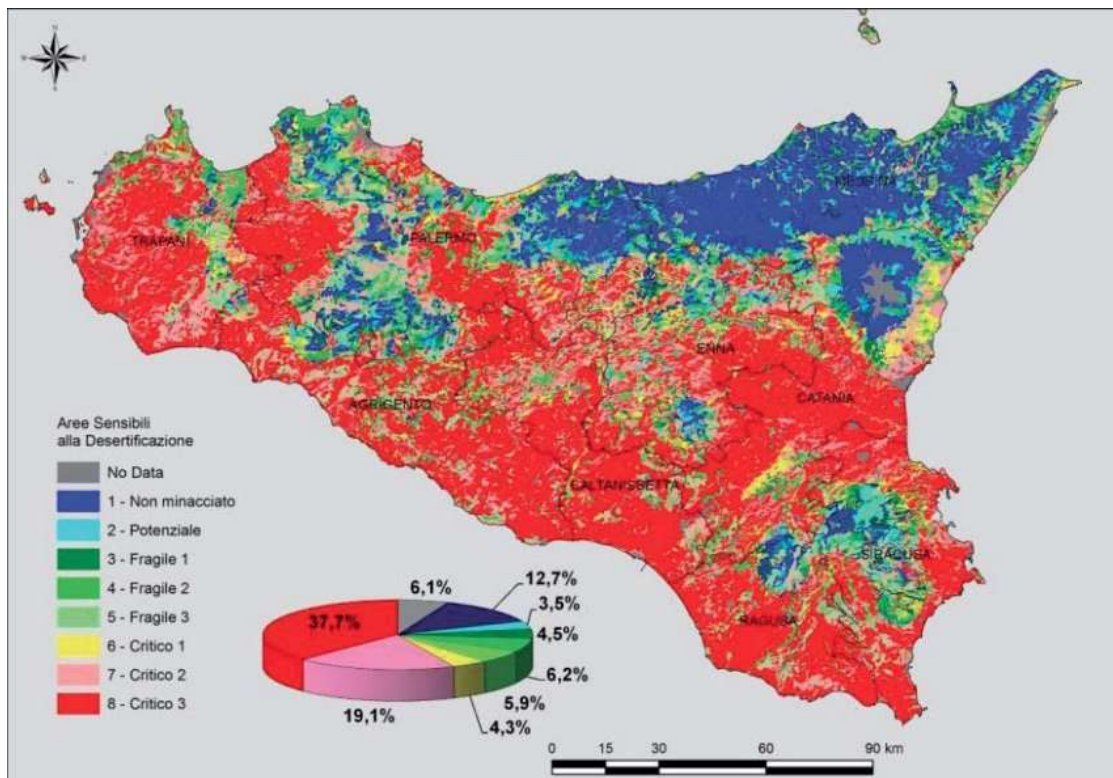 N
W
E
S
MESSINA
TRAPANI
PALERMO
ENNA
CATANIA
AGRIGENTO
CALTANISSETTA
SIRACUSA
RAGUSA
Aree Sensibili
alla Desertificazione
No Data
1 - Non minacciato
2 - Potenziale
3 - Fragile 1
4 - Fragile 2
5 - Fragile 3
6 - Critico 1
7 - Critico 2
8 - Critico 3
6,1%
12,7%
3,5%
4,5%
6,2%
5,9%
4,3%
19,1%
37,7%
0 15 30 60 90 km